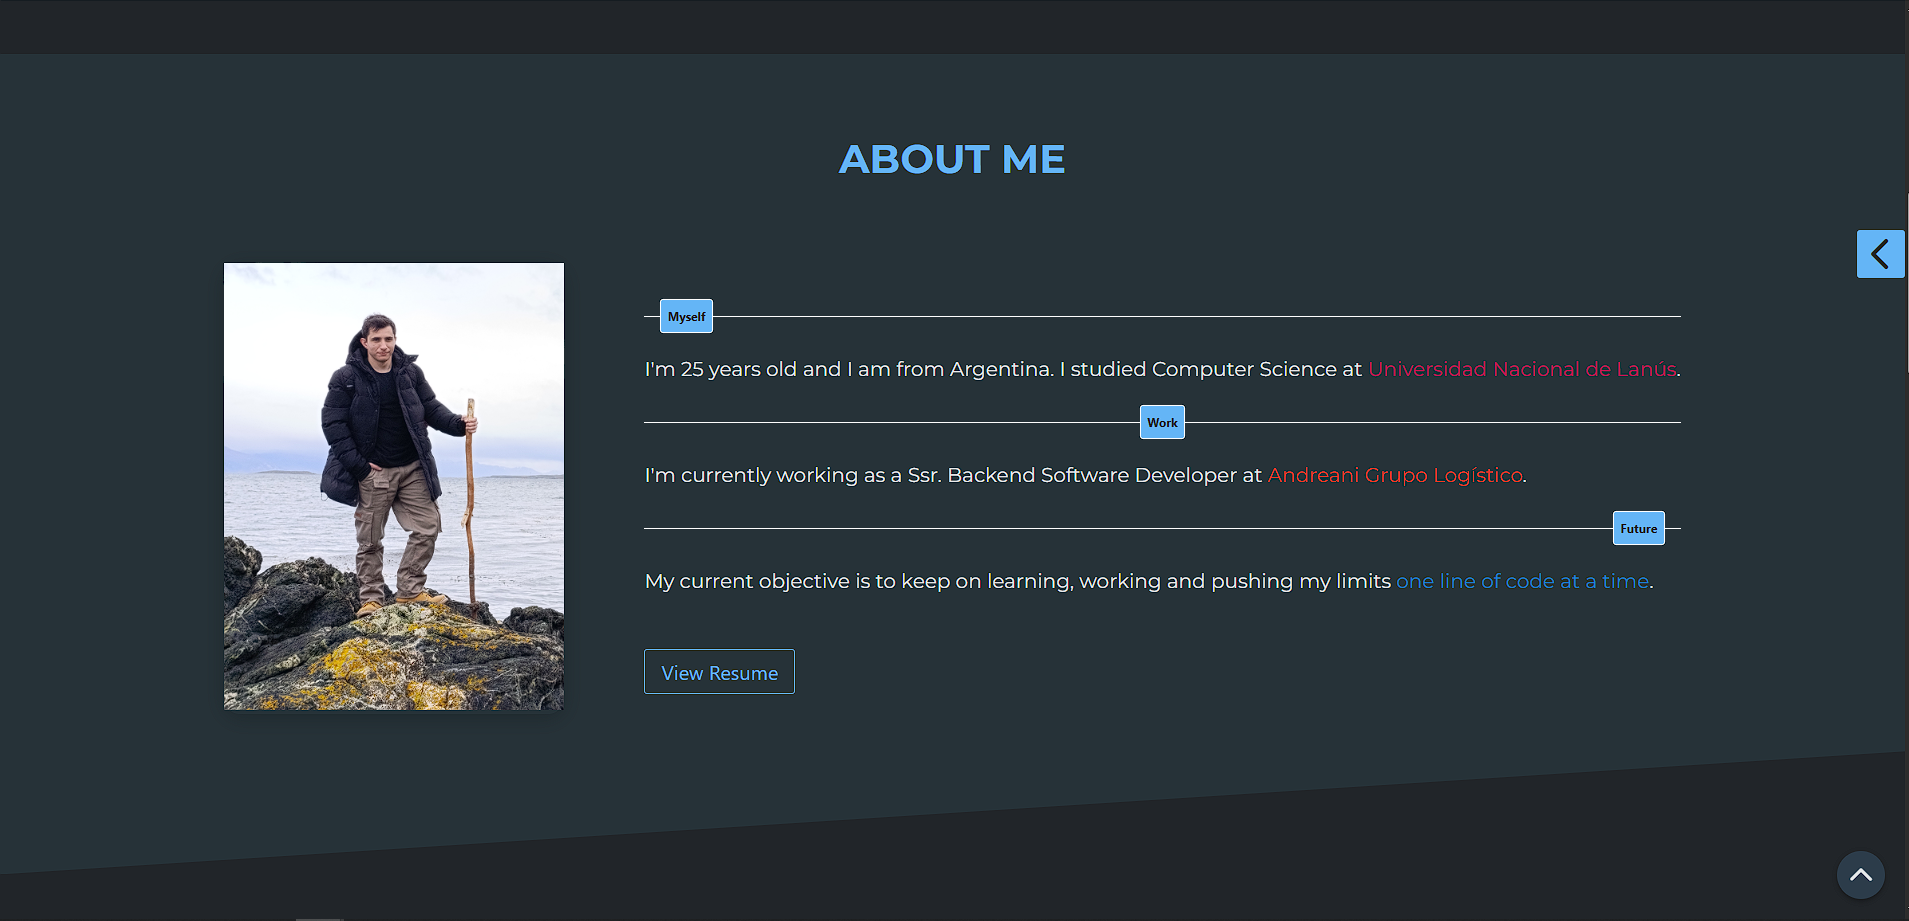 ABOUT ME
Myself
I'm 25 years old and I am from Argentina. I studied Computer Science at Universidad Nacional de Lanús.
Work
I'm currently working as a Ssr. Backend Software Developer at Andreani Grupo Logístico.
Future
My current objective is to keep on learning, working and pushing my limits one line of code at a time.
View Resume